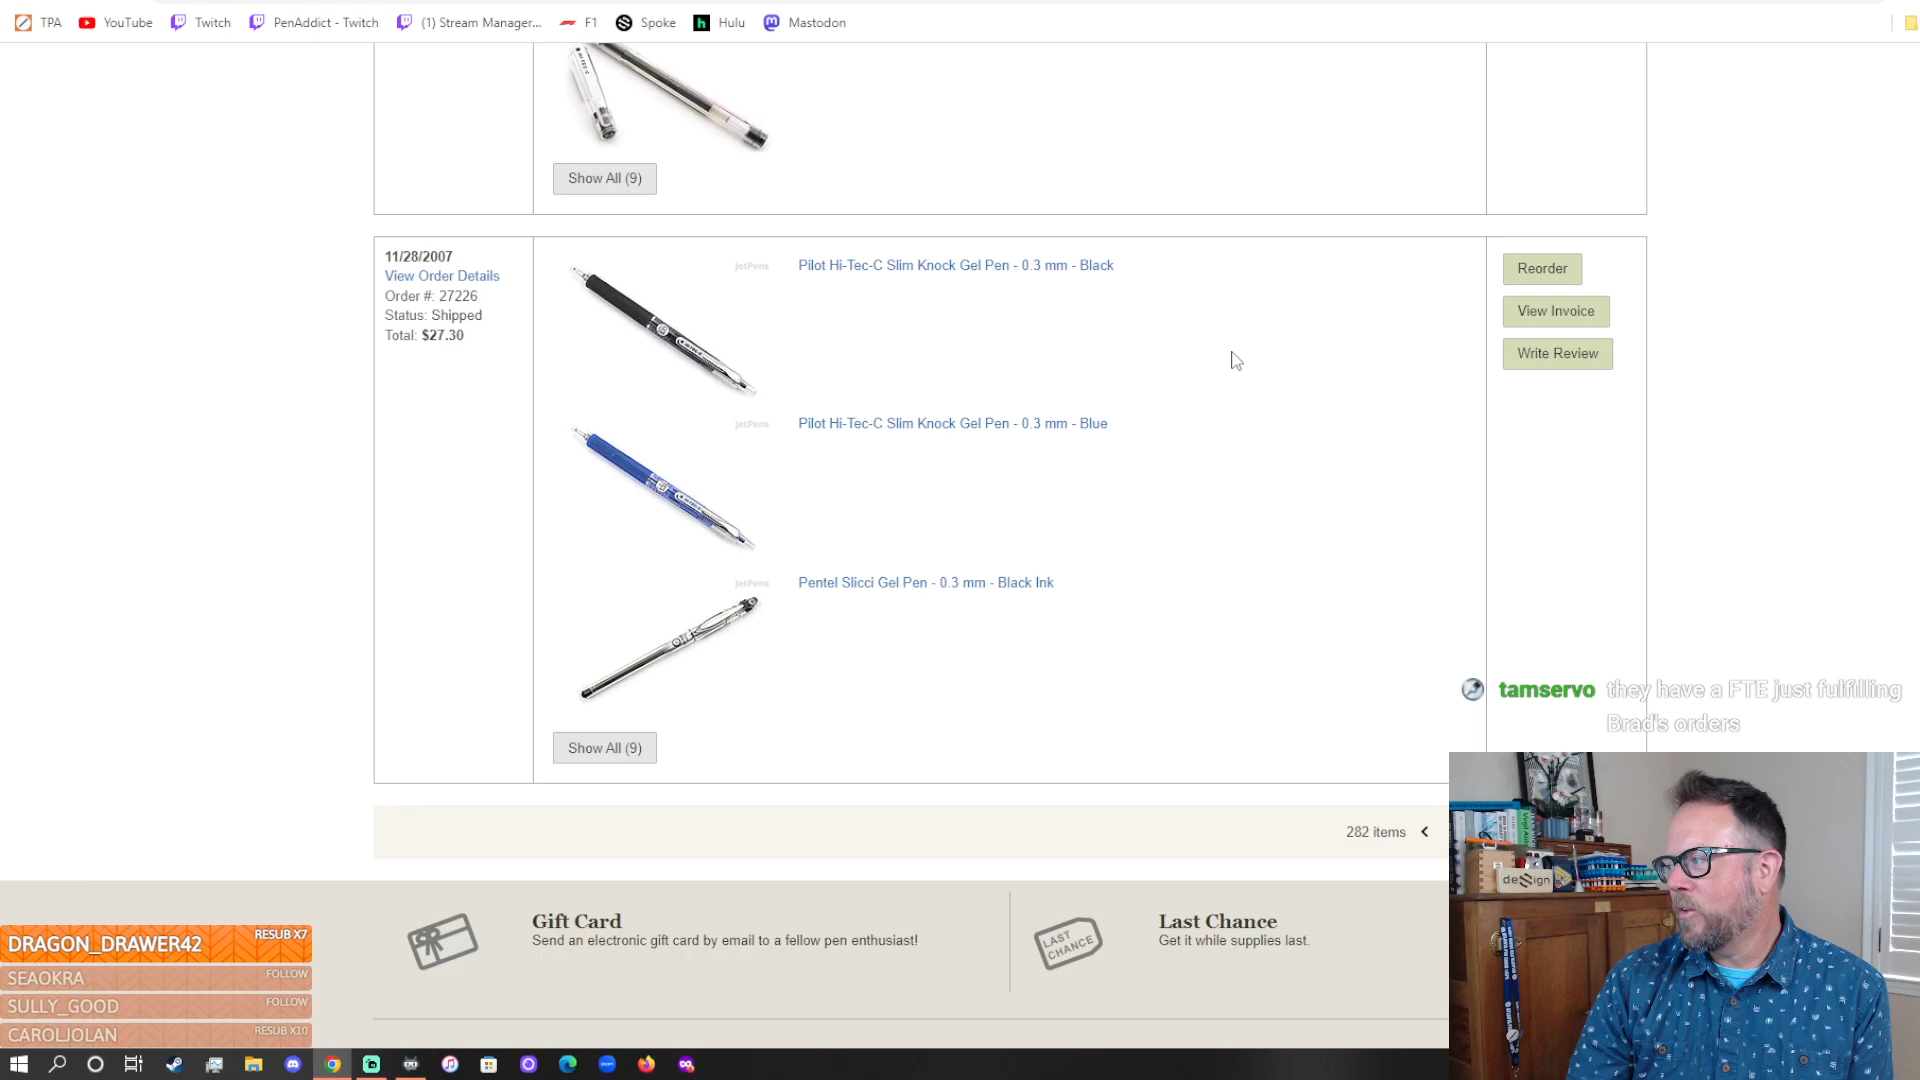 TPA YouTube Twitch PenAddict - Twitch (1) Stream Manager... F1 Spoke Hulu Mastodon
Show All (9)
11/28/2007
View Order Details
Order #: 27226
Status: Shipped
Total: $27.30
JetPens
Pilot Hi-Tec-C Slim Knock Gel Pen - 0.3 mm - Black
JetPens
Pilot Hi-Tec-C Slim Knock Gel Pen - 0.3 mm - Blue
JetPens
Pentel Slicci Gel Pen - 0.3 mm - Black Ink
Show All (9)
Reorder
View Invoice
Write Review
tamservo they have a FTE just fulfilling
Brad's orders
282 items
Gift Card
Send an electronic gift card by email to a fellow pen enthusiast!
LAST
CHANCE
Last Chance
Get it while supplies last.
DRAGON_DRAWER42 RESUB X7
SEAOKRA FOLLOW
SULLY_GOOD FOLLOW
CAROLJOLAN RESUB X10